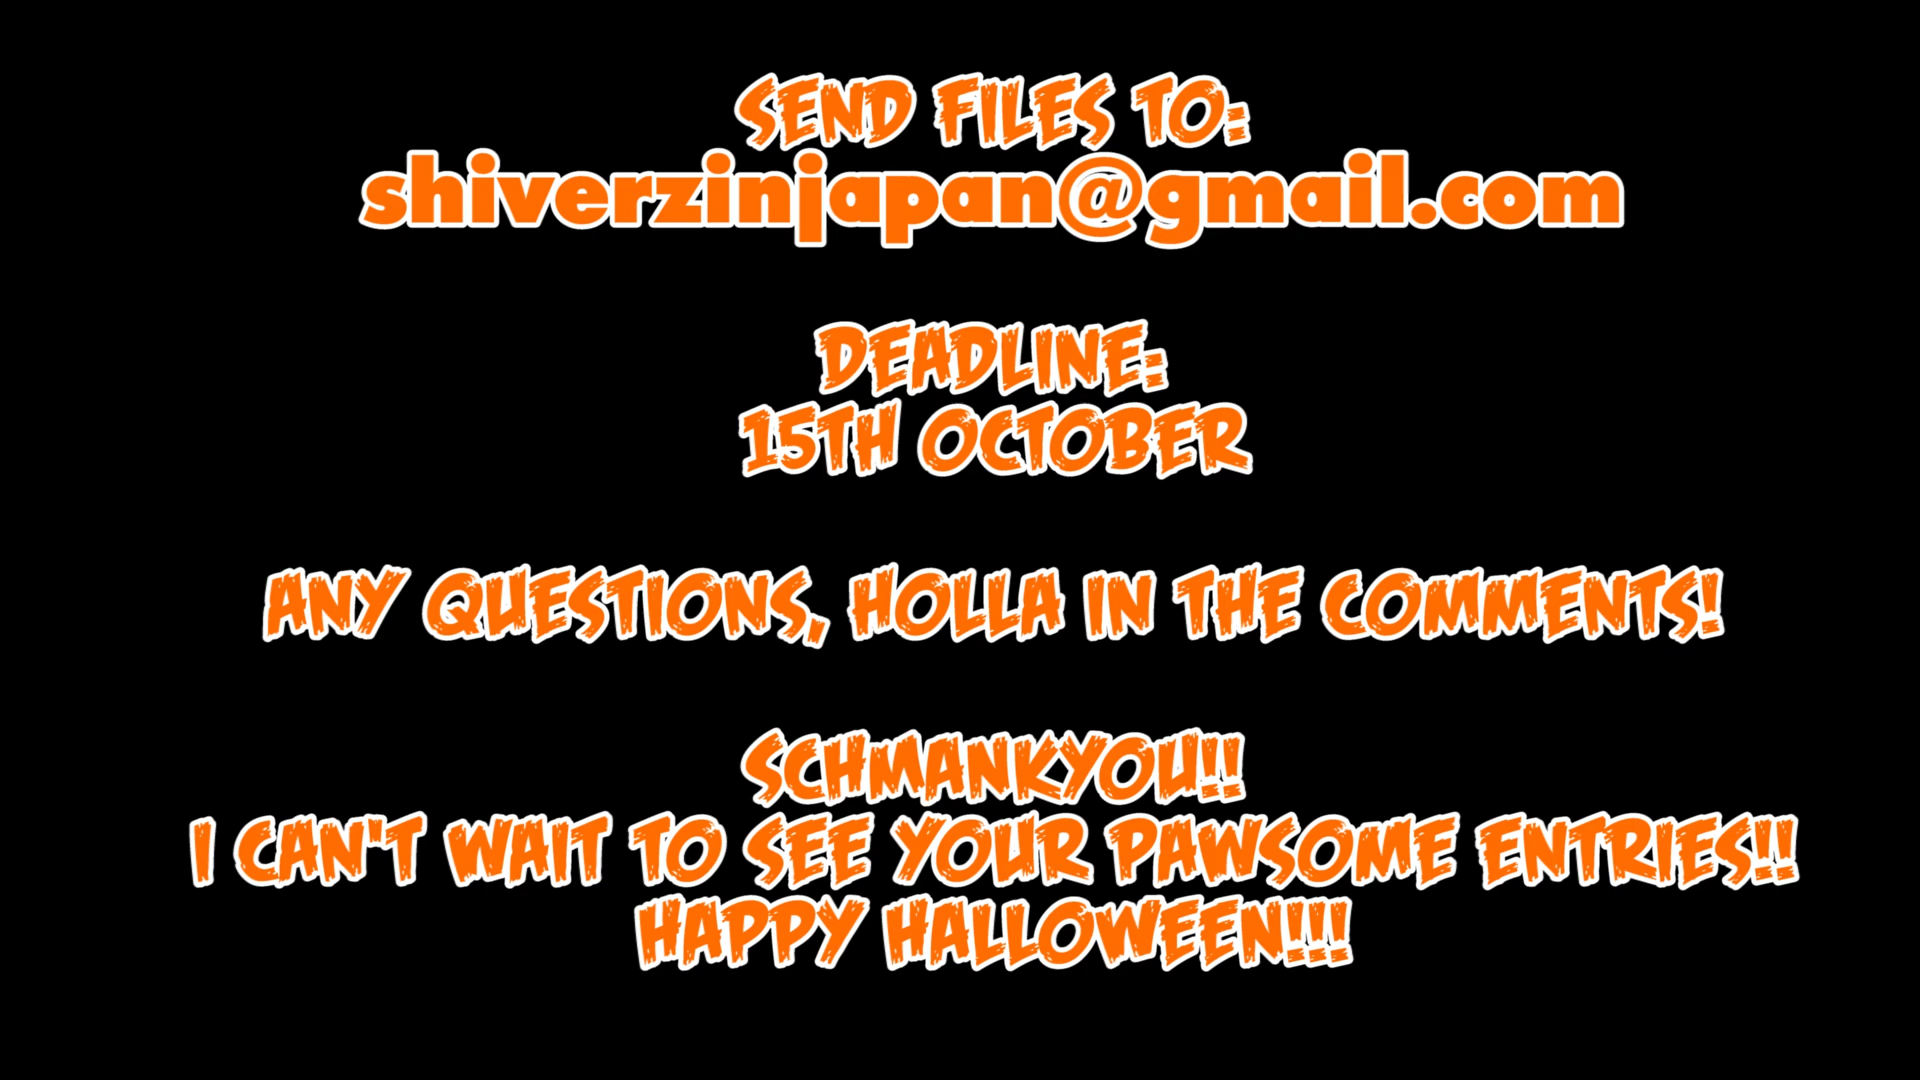 SEND FILES TO:
shiverzinjapan@gmail.com
DEADLINE:
15TH OCTOBER
ANY QUESTIONS, HOLLA IN THE COMMENTS!
SCHMANKYOU!!
I CAN'T WAIT TO SEE YOUR PAWSOME ENTRIES!!
HAPPY HALLOWEEN!!!